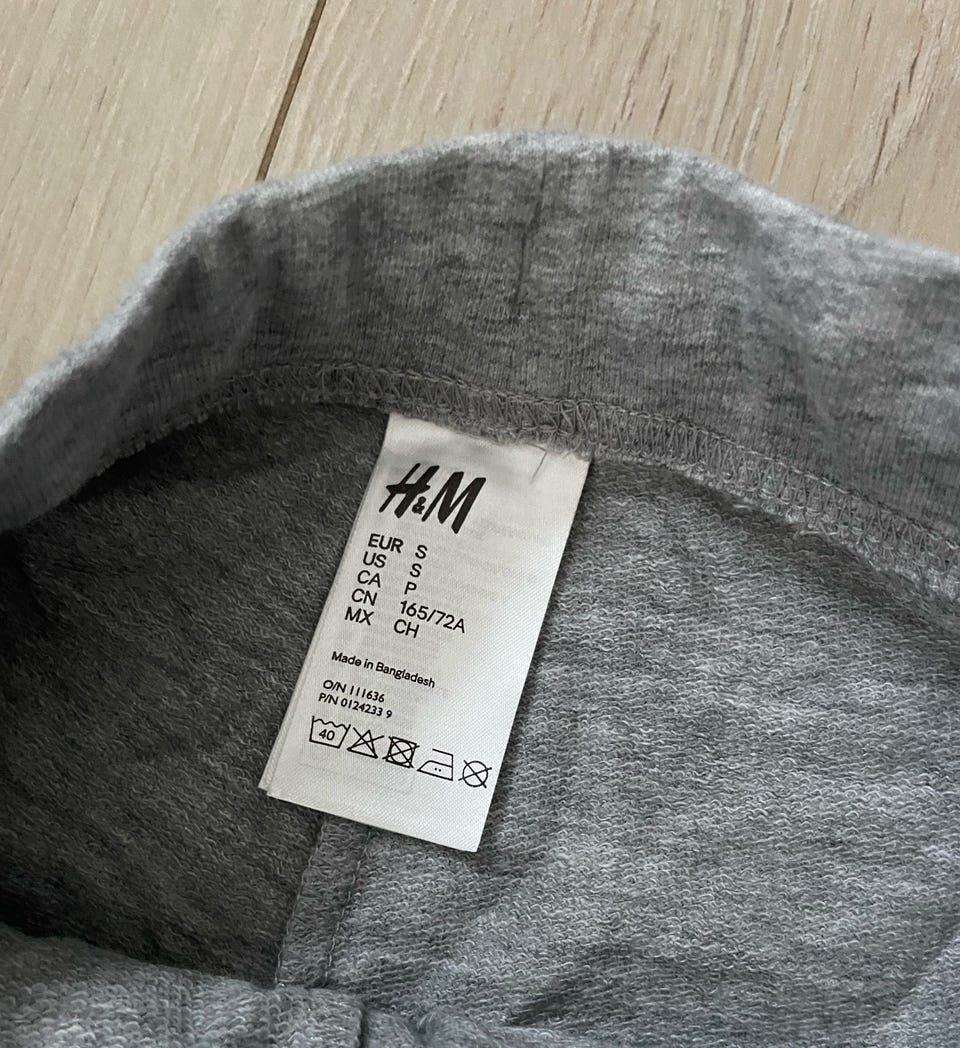 H&M
EUR S
US S
CA P
CN 165/72A
MX CH
Made in Bangladesh
O/N 111636
P/N 0124233 9
40